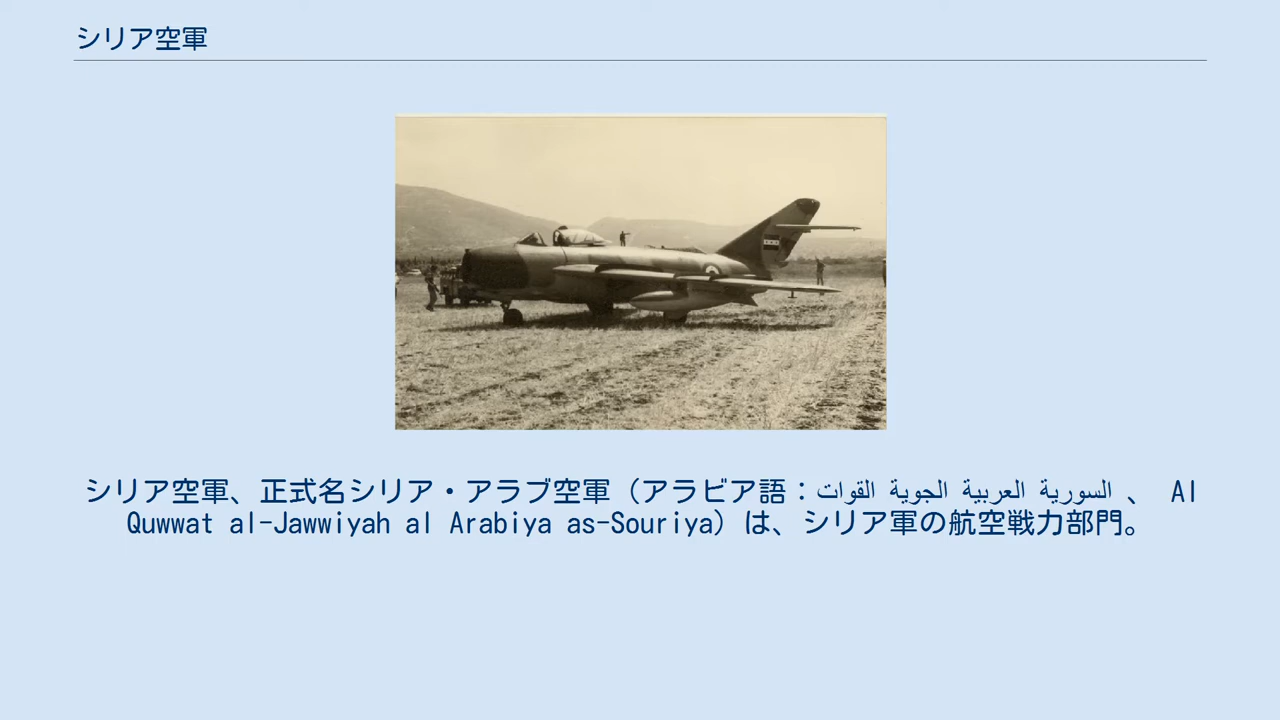 シリア空軍
シリア空軍、正式名シリア・アラブ空軍（アラビア語：القوات الجوية العربية السورية 、 Al
Quwwat al-Jawwiyah al Arabiya as-Souriya）は、シリア軍の航空戦力部門。